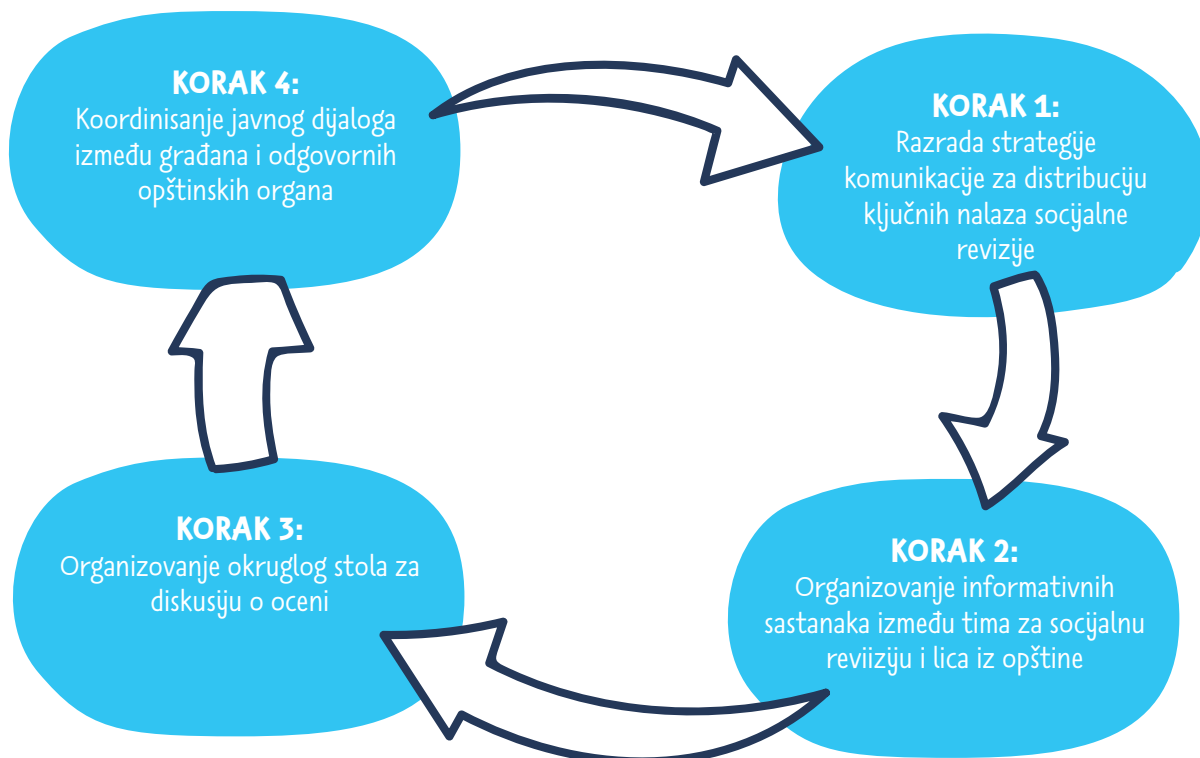 KORAK 4:
Koordinisanje javnog dijaloga
između građana i odgovornih
opštinskih organa
KORAK 1:
Razrada strategije
komunikacije za distribuciju
ključnih nalaza socijalne
revizije
KORAK 3:
Organizovanje okruglog stola za
diskusiju o oceni
KORAK 2:
Organizovanje informativnih
sastanaka između tima za socijalnu
reviiziju i lica iz opštine